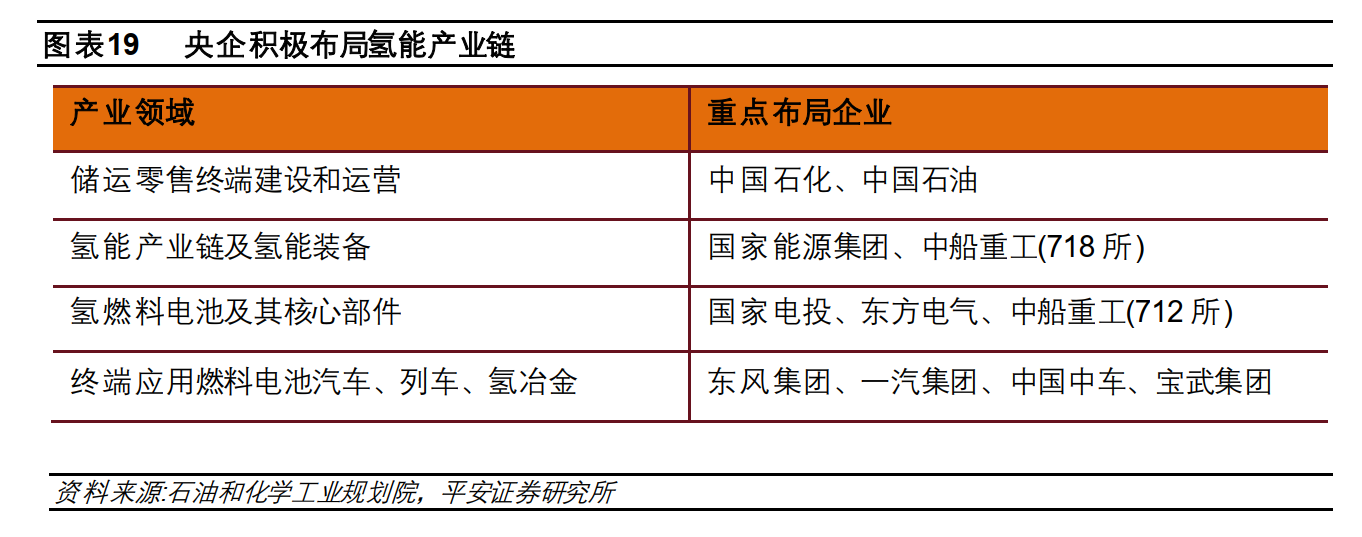 图表19 央企积极布局氢能产业链
产业领域 重点布局企业
储运零售终端建设和运营 中国石化、中国石油
氢能产业链及氢能装备 国家能源集团、中船重工(718 所)
氢燃料电池及其核心部件 国家电投、东方电气、中船重工(712 所)
终端应用燃料电池汽车、列车、氢冶金 东风集团、一汽集团、中国中车、宝武集团
资料来源:石油和化学工业规划院，平安证券研究所